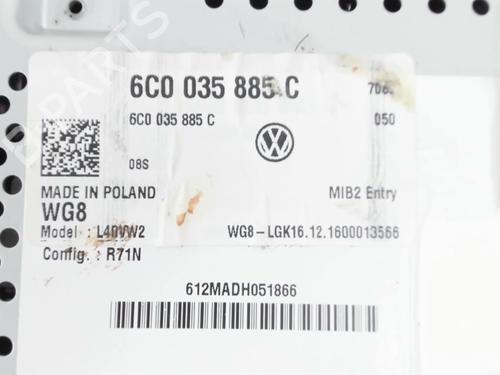 6C0 035 885 C
6C0 035 885 C
050
08S
MADE IN POLAND
MIB2 Entry
WG8
Model : L40VW2
WG8-LGK16.12.1600013566
Config. : R71N
612MADH051866